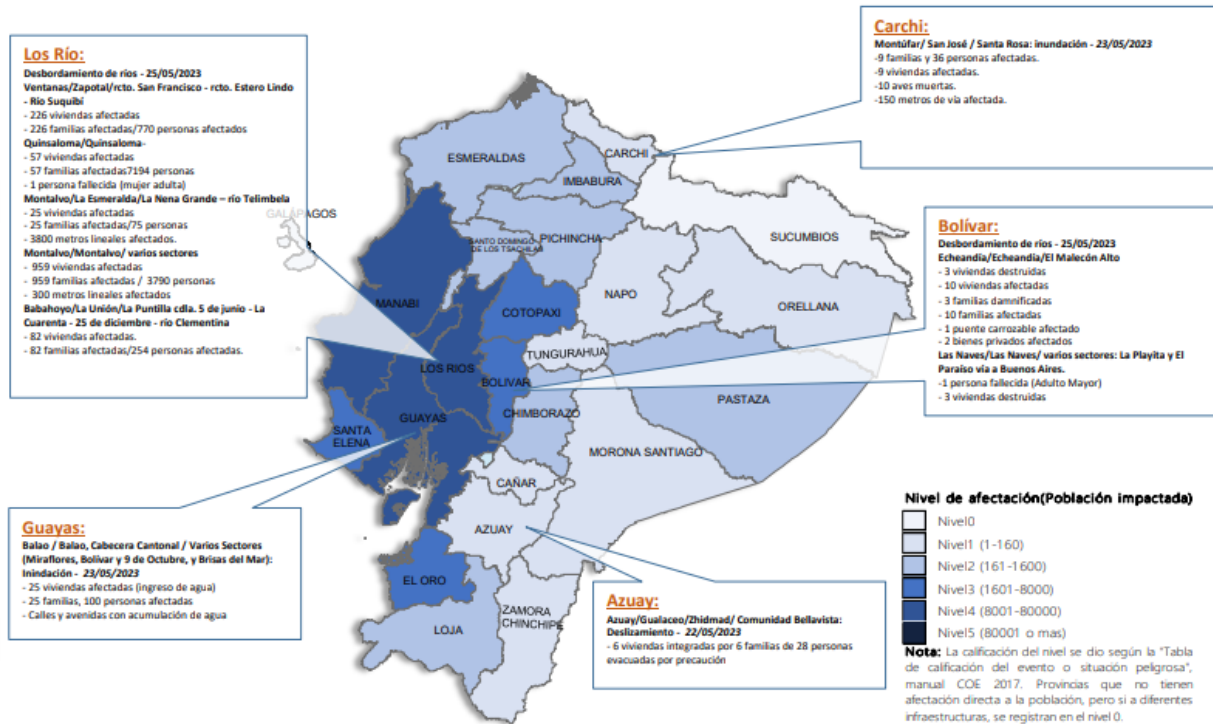 Los Río:
Desbordamiento de ríos - 25/05/2023
Ventanas/Zapotal/rcto. San Francisco - rcto. Estero Lindo
- Río Suquibí
- 226 viviendas afectadas
- 226 familias afectadas/770 personas afectados
Quinsaloma/Quinsaloma-
- 57 viviendas afectadas
- 57 familias afectadas7194 personas
- 1 persona fallecida (mujer adulta)
Montalvo/La Esmeralda/La Nena Grande – río Telimbela
- 25 viviendas afectadas
- 25 familias afectadas/75 personas
- 3800 metros lineales afectados.
Montalvo/Montalvo/ varios sectores
- 959 viviendas afectadas
- 959 familias afectadas / 3790 personas
- 300 metros lineales afectados
Babahoyo/La Unión/La Puntilla cdla. 5 de junio - La
Cuarenta - 25 de diciembre - río Clementina
- 82 viviendas afectadas.
- 82 familias afectadas/254 personas afectadas.
Carchi:
Montúfar/ San José / Santa Rosa: inundación - 23/05/2023
-9 familias y 36 personas afectadas.
-9 viviendas afectadas.
-10 aves muertas.
-150 metros de vía afectada.
Bolívar:
Desbordamiento de ríos - 25/05/2023
Echeandía/Echeandía/El Malecón Alto
- 3 viviendas destruidas
- 10 viviendas afectadas
- 3 familias damnificadas
- 10 familias afectadas
- 1 puente carrozable afectado
- 2 bienes privados afectados
Las Naves/Las Naves/ varios sectores: La Playita y El
Paraíso vía a Buenos Aires.
-1 persona fallecida (Adulto Mayor)
- 3 viviendas destruidas
Guayas:
Balao / Balao, Cabecera Cantonal / Varios Sectores
(Miraflores, Bolívar y 9 de Octubre, y Brisas del Mar):
Inindación - 23/05/2023
- 25 viviendas afectadas (ingreso de agua)
- 25 familias, 100 personas afectadas
- Calles y avenidas con acumulación de agua
Azuay:
Azuay/Gualaceo/Zhidmad/ Comunidad Bellavista:
Deslizamiento - 22/05/2023
- 6 viviendas integradas por 6 familias de 28 personas
evacuadas por precaución
GALÁPAGOS
ESMERALDAS
CARCHI
IMBABURA
SUCUMBIOS
PICHINCHA
SANTO DOMINGO
DE LOS TSACHILAS
NAPO
ORELLANA
MANABI
COTOPAXI
TUNGURAHUA
LOS RIOS
BOLIVAR
PASTAZA
CHIMBORAZO
GUAYAS
SANTA
ELENA
MORONA SANTIAGO
CAÑAR
AZUAY
EL ORO
ZAMORA
CHINCHIPE
LOJA
Nivel de afectación(Población impactada)
Nivel0
Nivel1 (1-160)
Nivel2 (161-1600)
Nivel3 (1601-8000)
Nivel4 (8001-80000)
Nivel5 (80001 o mas)
Nota: La calificación del nivel se dio según la "Tabla
de calificación del evento o situación peligrosa",
manual COE 2017. Provincias que no tienen
afectación directa a la población, pero si a diferentes
infraestructuras, se registran en el nivel 0.